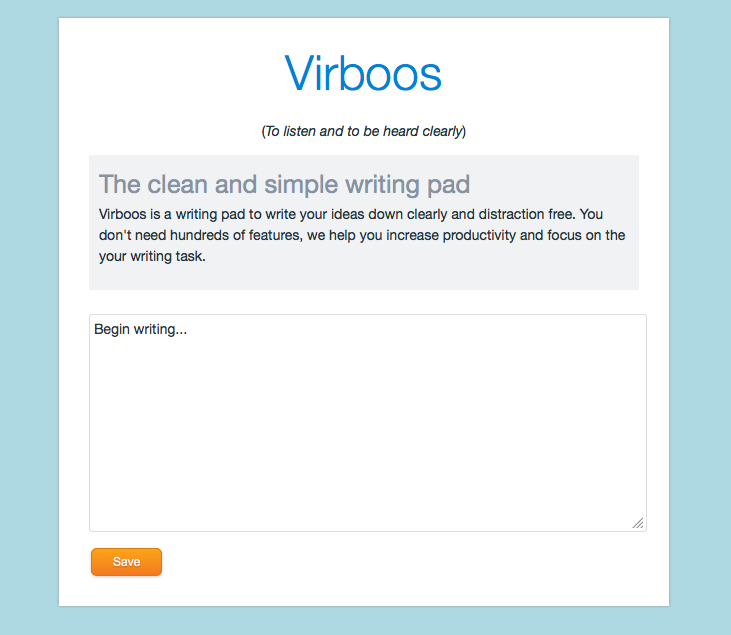 Virboos
(To listen and to be heard clearly)
The clean and simple writing pad
Virboos is a writing pad to write your ideas down clearly and distraction free. You
don't need hundreds of features, we help you increase productivity and focus on the
your writing task.
Begin writing...
Save